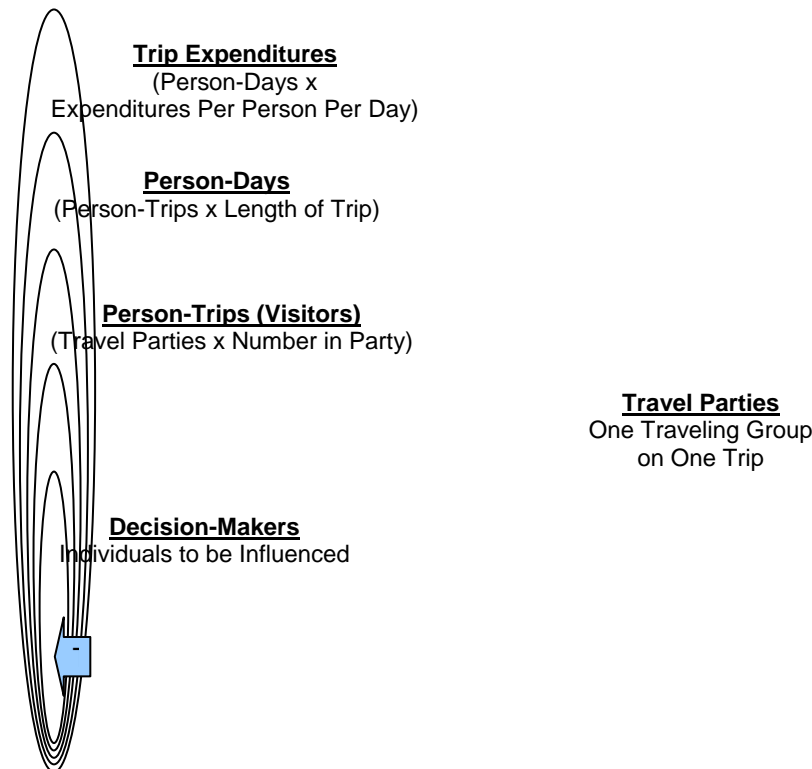 Trip Expenditures
(Person-Days x
Expenditures Per Person Per Day)
Person-Days
(Person-Trips x Length of Trip)
Person-Trips (Visitors)
(Travel Parties x Number in Party)
Travel Parties
One Traveling Group
on One Trip
Decision-Makers
Individuals to be Influenced
-